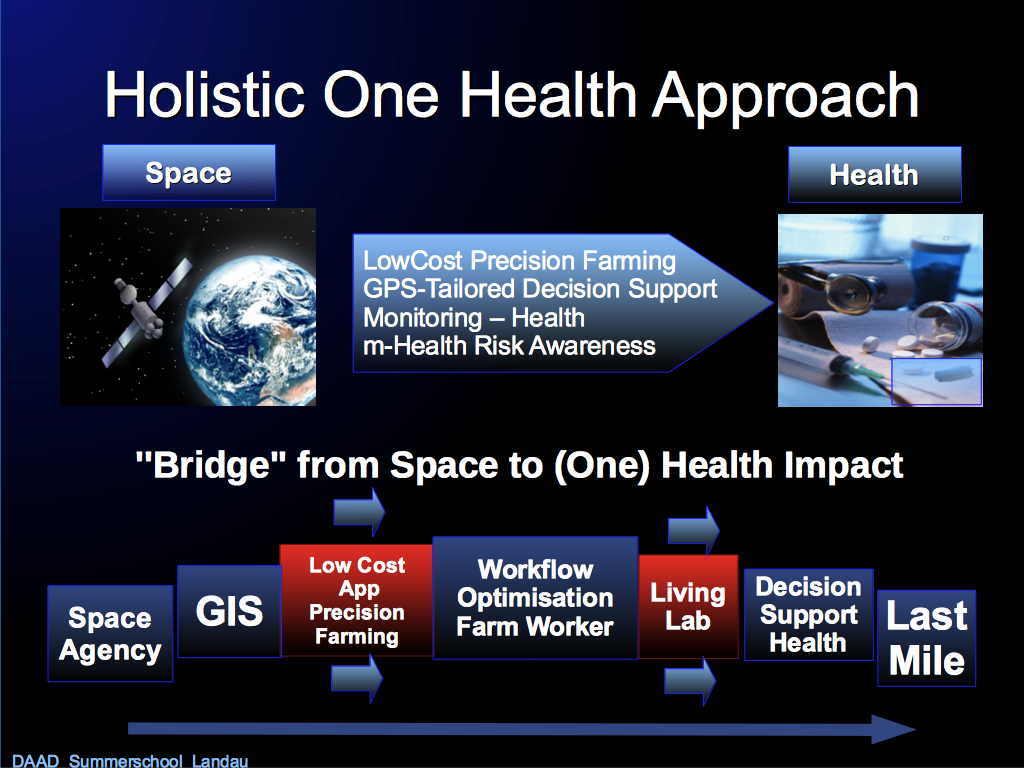 Holistic One Health Approach
Space
Health
LowCost Precision Farming
GPS-Tailored Decision Support
Monitoring – Health
m-Health Risk Awareness
"Bridge" from Space to (One) Health Impact
Space
Agency
GIS
Low Cost
App
Precision
Farming
Workflow
Optimisation
Farm Worker
Living
Lab
Decision
Support
Health
Last
Mile
DAAD Summerschool Landau